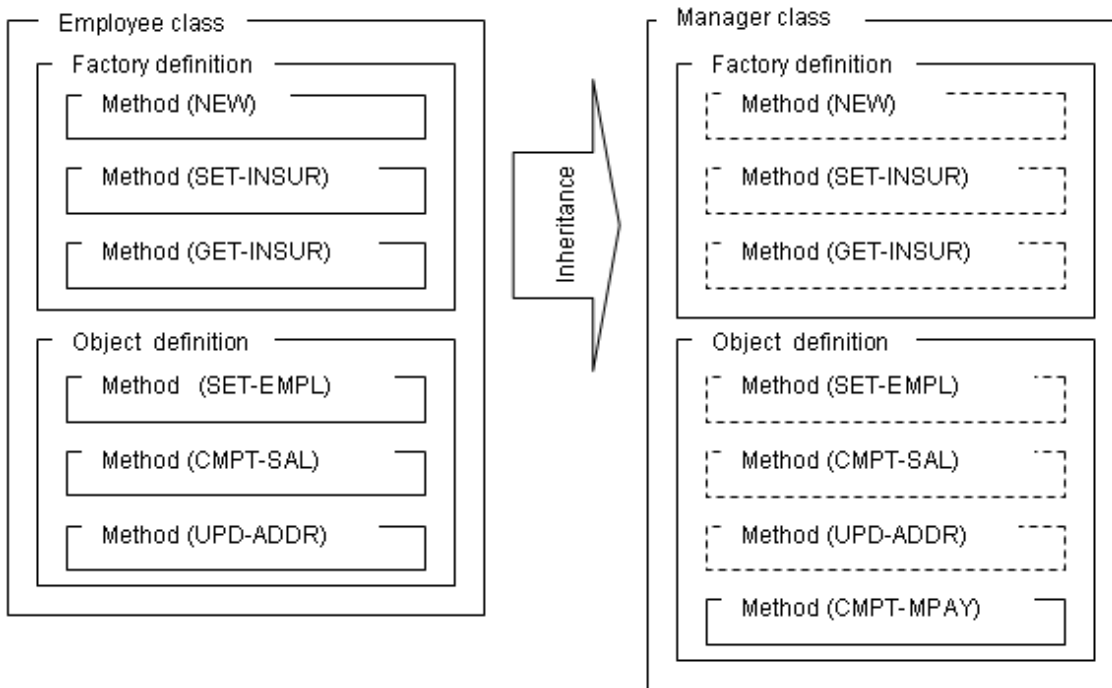 Employee class
Factory definition
Method (NEW)
Method (SET-INSUR)
Method (GET-INSUR)
Object definition
Method (SET-EMPL)
Method (CMPT-SAL)
Method (UPD-ADDR)
Inheritance
Manager class
Factory definition
Method (NEW)
Method (SET-INSUR)
Method (GET-INSUR)
Object definition
Method (SET-EMPL)
Method (CMPT-SAL)
Method (UPD-ADDR)
Method (CMPT-MPAY)